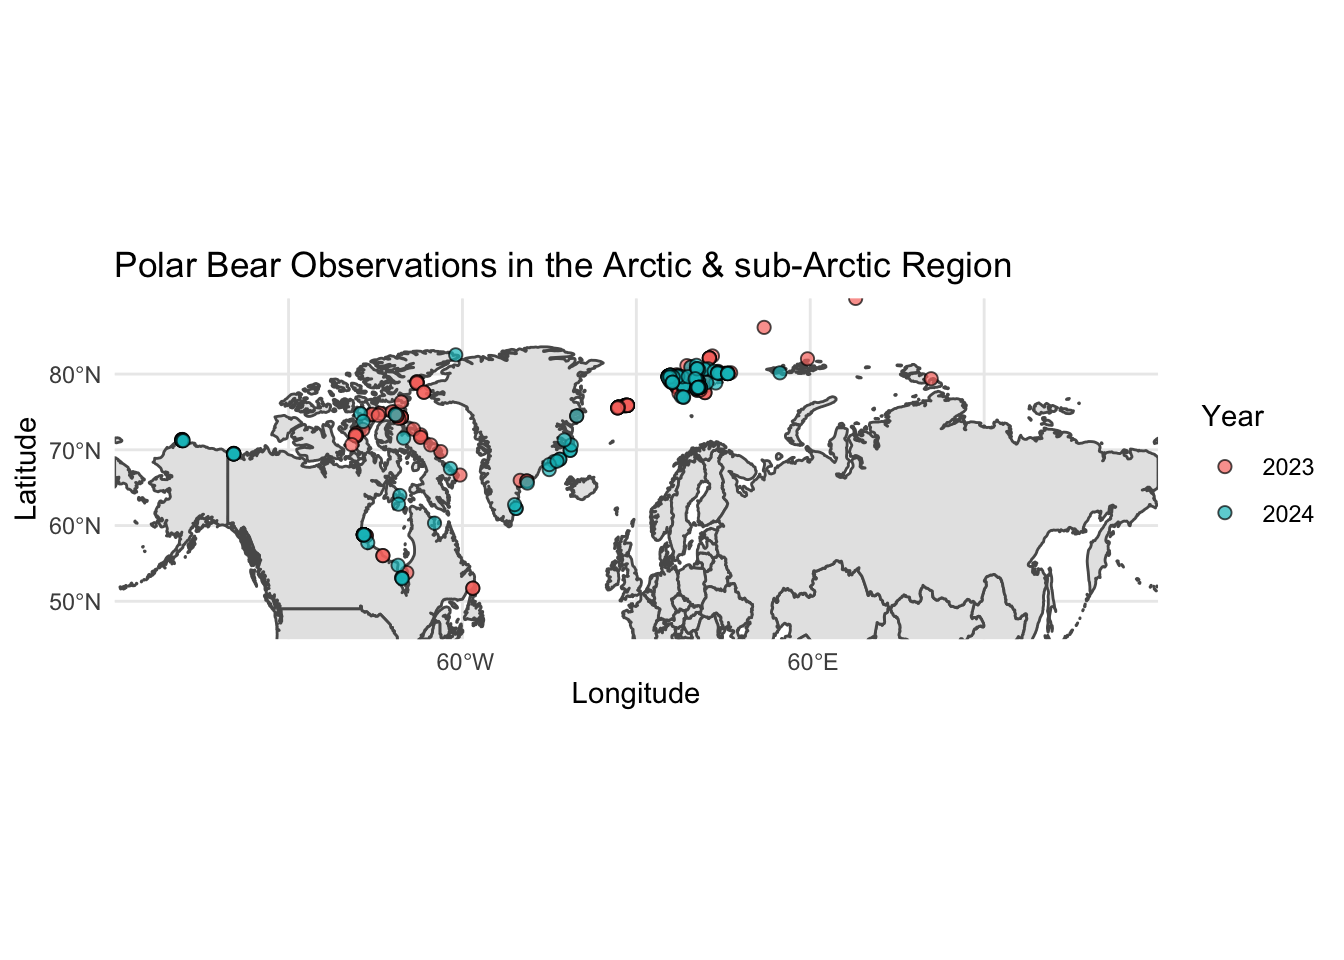 Polar Bear Observations in the Arctic & sub-Arctic Region
80°N
70°N
60°N
50°N
Latitude
60°W
60°E
Longitude
Year
2023
2024